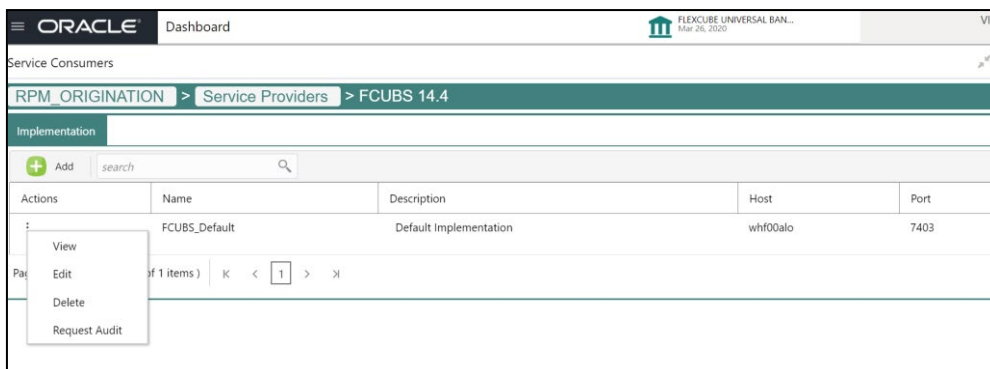 ≡ ORACLE Dashboard FLEXCUBE UNIVERSAL BAN...
Mar 26, 2020
Service Consumers
RPM_ORIGINATION > Service Providers > FCUBS 14.4
Implementation
Add search
Actions Name Description Host Port
FCUBS_Default Default Implementation whf00alo 7403
View
Edit of 1 items ) 1
Delete
Request Audit